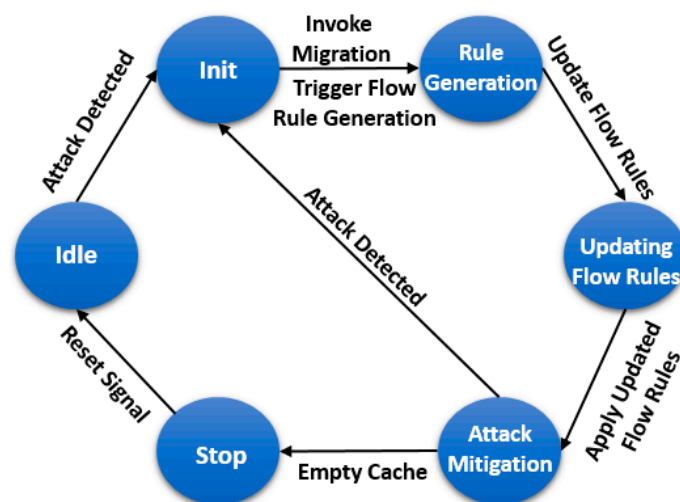 Invoke
Migration
Init
Rule
Generation
Trigger Flow
Rule Generation
Attack Detected
Update Flow Rules
Idle
Attack Detected
Updating
Flow Rules
Reset Signal
Apply Updated
Flow Rules
Stop
Empty Cache
Attack
Mitigation